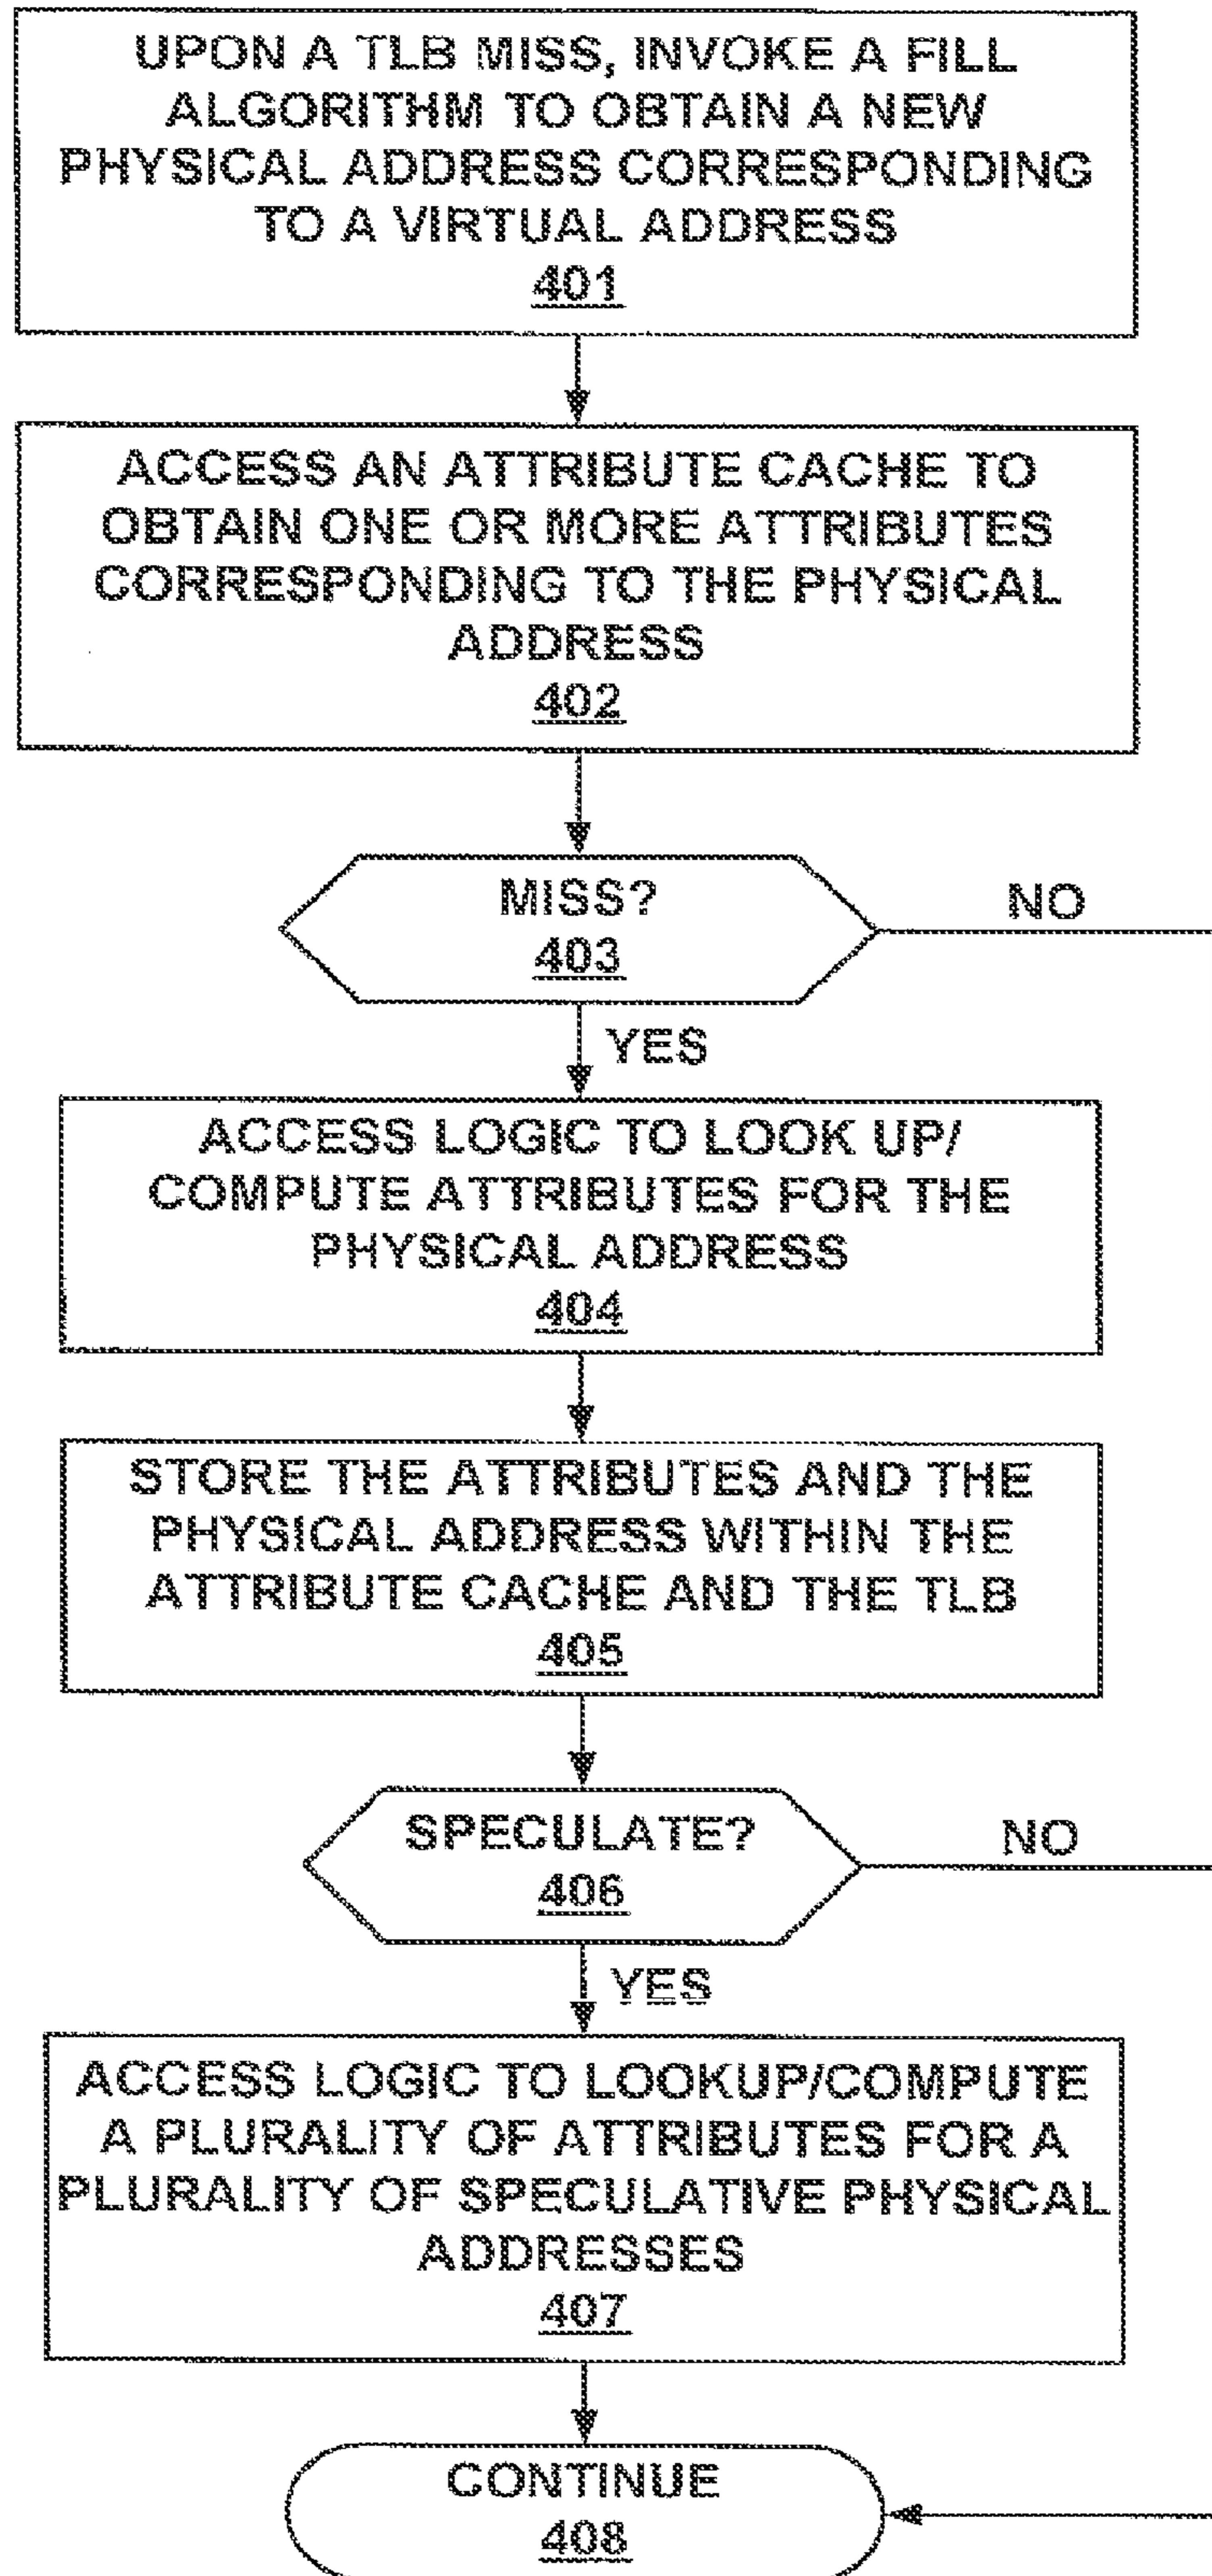 UPON A TLB MISS, INVOKE A FILL
ALGORITHM TO OBTAIN A NEW
PHYSICAL ADDRESS CORRESPONDING
TO A VIRTUAL ADDRESS
401
ACCESS AN ATTRIBUTE CACHE TO
OBTAIN ONE OR MORE ATTRIBUTES
CORRESPONDING TO THE PHYSICAL
ADDRESS
402
MISS?
403
NO
YES
ACCESS LOGIC TO LOOK UP/
COMPUTE ATTRIBUTES FOR THE
PHYSICAL ADDRESS
404
STORE THE ATTRIBUTES AND THE
PHYSICAL ADDRESS WITHIN THE
ATTRIBUTE CACHE AND THE TLB
405
SPECULATE?
406
NO
YES
ACCESS LOGIC TO LOOKUP/COMPUTE
A PLURALITY OF ATTRIBUTES FOR A
PLURALITY OF SPECULATIVE PHYSICAL
ADDRESSES
407
CONTINUE
408